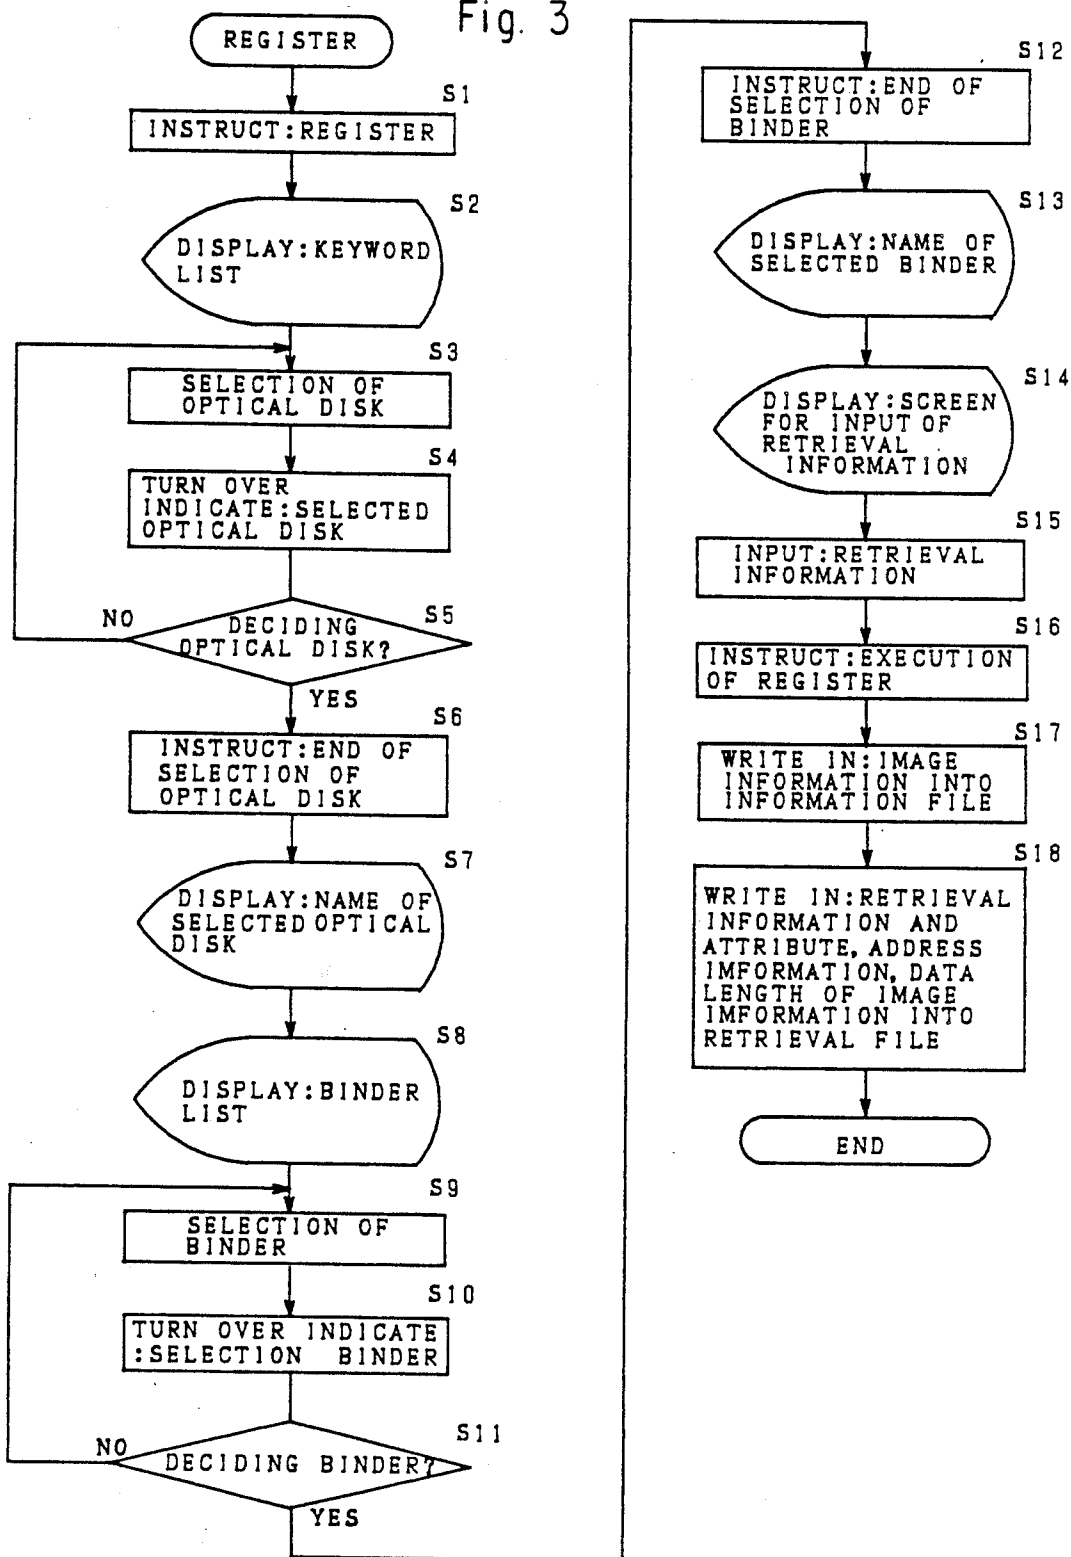 Fig. 3
REGISTER
S1
INSTRUCT:REGISTER
S2
DISPLAY:KEYWORD
LIST
S3
SELECTION OF
OPTICAL DISK
S4
TURN OVER
INDICATE:SELECTED
OPTICAL DISK
S5
NO
DECIDING
OPTICAL DISK?
YES
S6
INSTRUCT:END OF
SELECTION OF
OPTICAL DISK
S7
DISPLAY:NAME OF
SELECTED OPTICAL
DISK
S8
DISPLAY:BINDER
LIST
S9
SELECTION OF
BINDER
S10
TURN OVER INDICATE
:SELECTION BINDER
S11
NO
DECIDING BINDER?
YES
S12
INSTRUCT:END OF
SELECTION OF
BINDER
S13
DISPLAY:NAME OF
SELECTED BINDER
S14
DISPLAY:SCREEN
FOR INPUT OF
RETRIEVAL
INFORMATION
S15
INPUT:RETRIEVAL
INFORMATION
S16
INSTRUCT:EXECUTION
OF REGISTER
S17
WRITE IN:IMAGE
INFORMATION INTO
INFORMATION FILE
S18
WRITE IN:RETRIEVAL
INFORMATION AND
ATTRIBUTE, ADDRESS
IMFORMATION, DATA
LENGTH OF IMAGE
IMFORMATION INTO
RETRIEVAL FILE
END